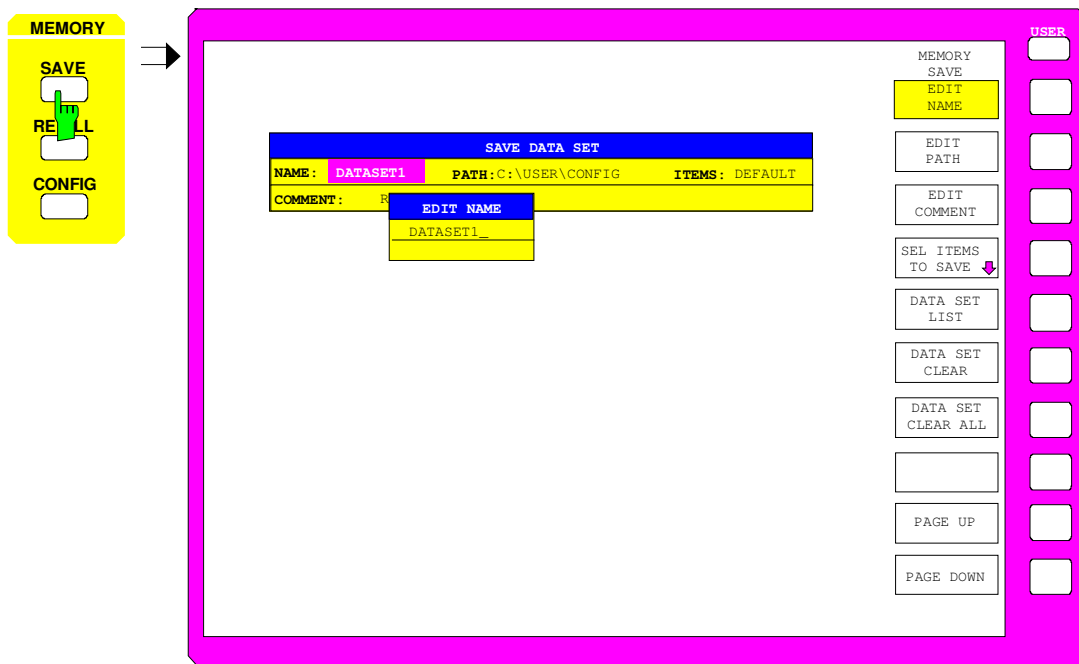 MEMORY
SAVE
CONFIG
USER
SAVE DATA SET
NAME: DATASET1 PATH:C:\USER\CONFIG ITEMS: DEFAULT
COMMENT:
EDIT NAME
DATASET1_
MEMORY
SAVE
EDIT
NAME
EDIT
PATH
EDIT
COMMENT
SEL ITEMS
TO SAVE
DATA SET
LIST
DATA SET
CLEAR
DATA SET
CLEAR ALL
PAGE UP
PAGE DOWN